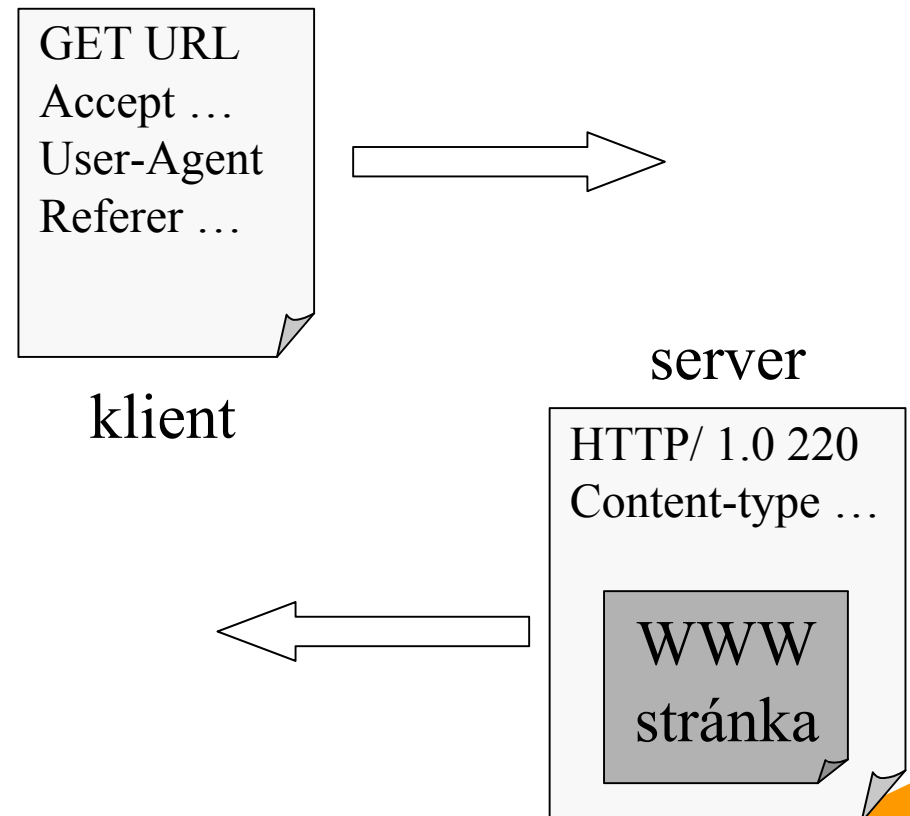 GET URL
Accept …
User-Agent
Referer …
klient
server
HTTP/ 1.0 220
Content-type …
WWW
stránka